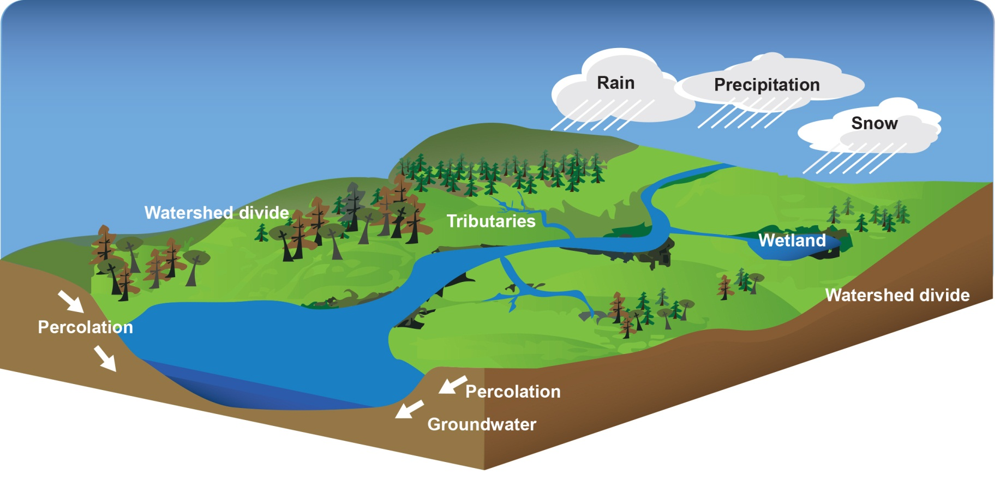 Rain
Precipitation
Snow
Watershed divide
Tributaries
Wetland
Watershed divide
Percolation
Percolation
Groundwater